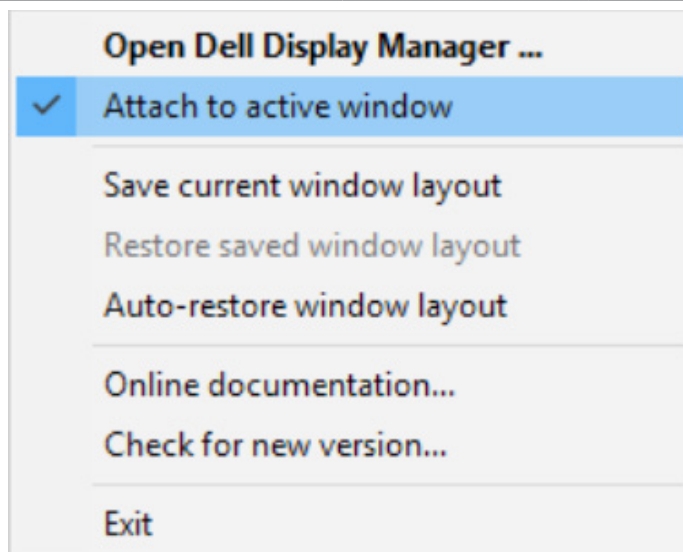 Open Dell Display Manager ...
Attach to active window
Save current window layout
Restore saved window layout
Auto-restore window layout
Online documentation...
Check for new version...
Exit